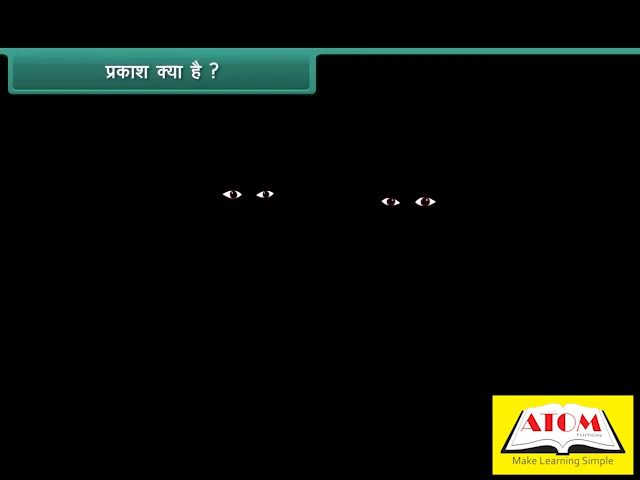 प्रकाश क्या है ?
ATOM
TUITION
Make Learning Simple